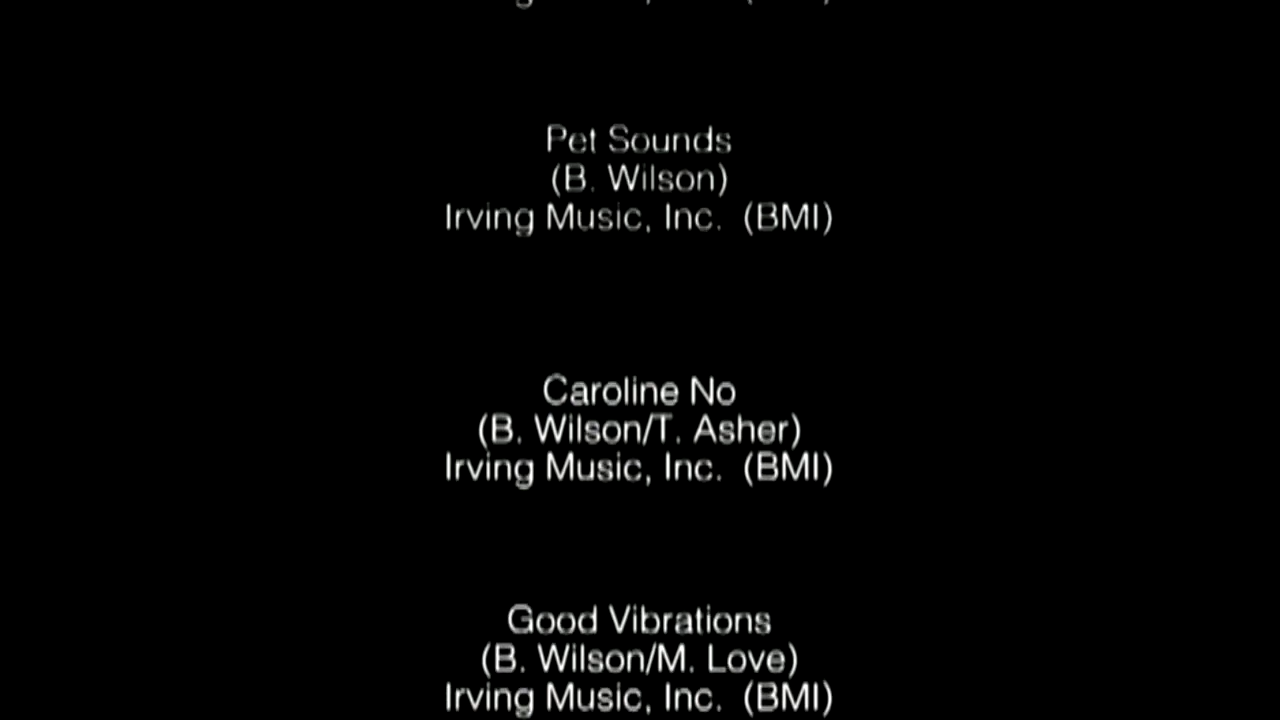 Pet Sounds
(B. Wilson)
Irving Music, Inc. (BMI)
Caroline No
(B. Wilson/T. Asher)
Irving Music, Inc. (BMI)
Good Vibrations
(B. Wilson/M. Love)
Irving Music, Inc. (BMI)